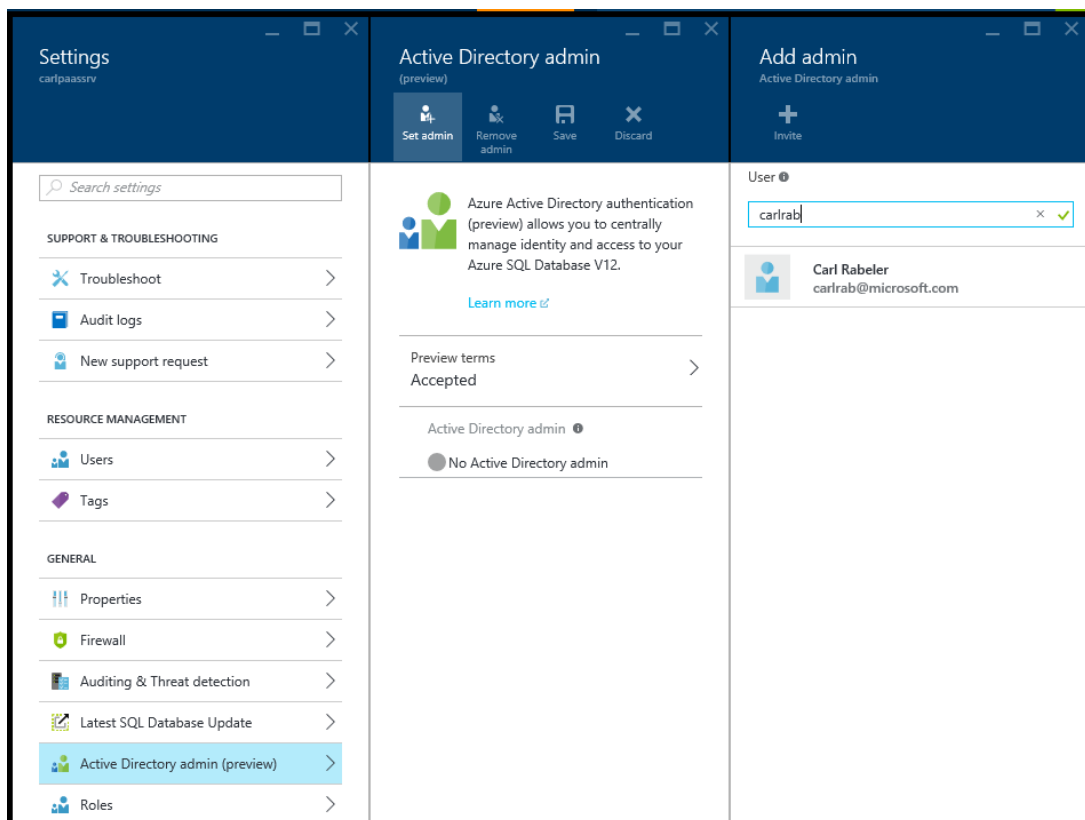 Settings
carlpaassrv
Search settings
SUPPORT & TROUBLESHOOTING
Troubleshoot
Audit logs
New support request
RESOURCE MANAGEMENT
Users
Tags
GENERAL
Properties
Firewall
Auditing & Threat detection
Latest SQL Database Update
Active Directory admin (preview)
Roles
Active Directory admin
(preview)
Set admin
Remove
admin
Save
Discard
Azure Active Directory authentication
(preview) allows you to centrally
manage identity and access to your
Azure SQL Database V12.
Learn more
Preview terms
Accepted
Active Directory admin
No Active Directory admin
Add admin
Active Directory admin
Invite
User
carlrab
Carl Rabeler
carlrab@microsoft.com